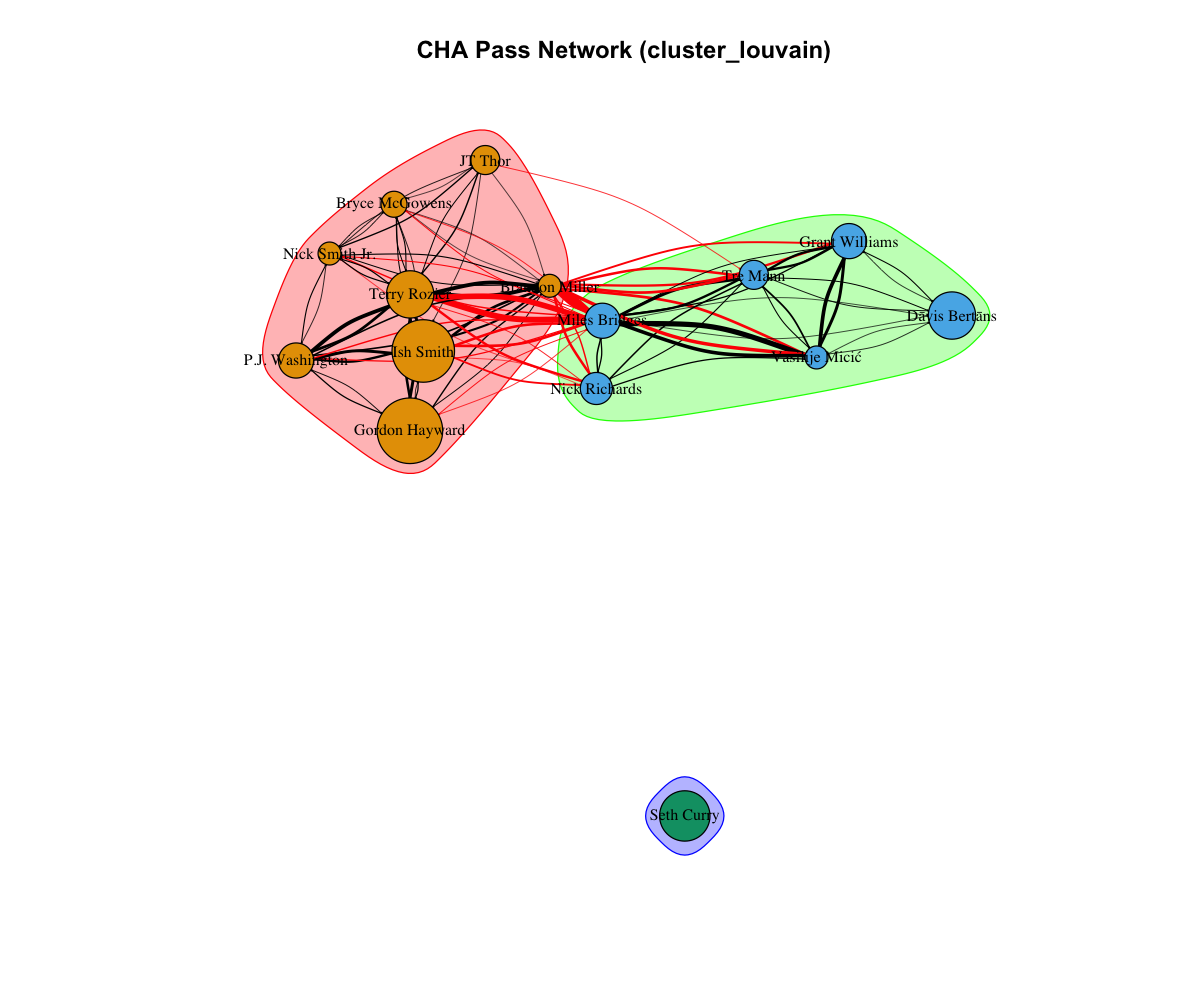 CHA Pass Network (cluster_louvain)
JT Thor
Bryce McGowens
Grant Williams
Nick Smith Jr.
Tre Mann
Brandon Miller
Terry Rozier
Davis Bertāns
Miles Bridges
Ish Smith
Vasilije Micić
P.J. Washington
Nick Richards
Gordon Hayward
Seth Curry